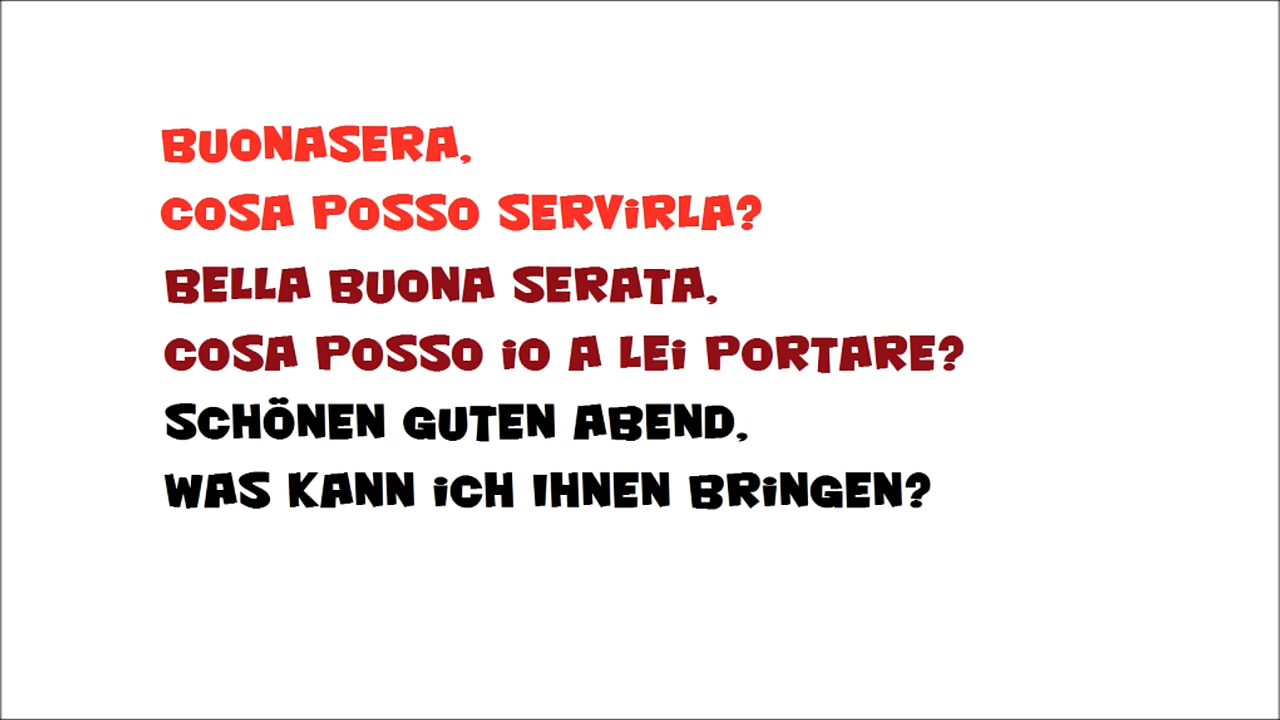 BUONASERA,
COSA POSSO SERVIRLA?
BELLA BUONA SERATA,
COSA POSSO IO A LEI PORTARE?
SCHÖNEN GUTEN ABEND,
WAS KANN ICH IHNEN BRINGEN?